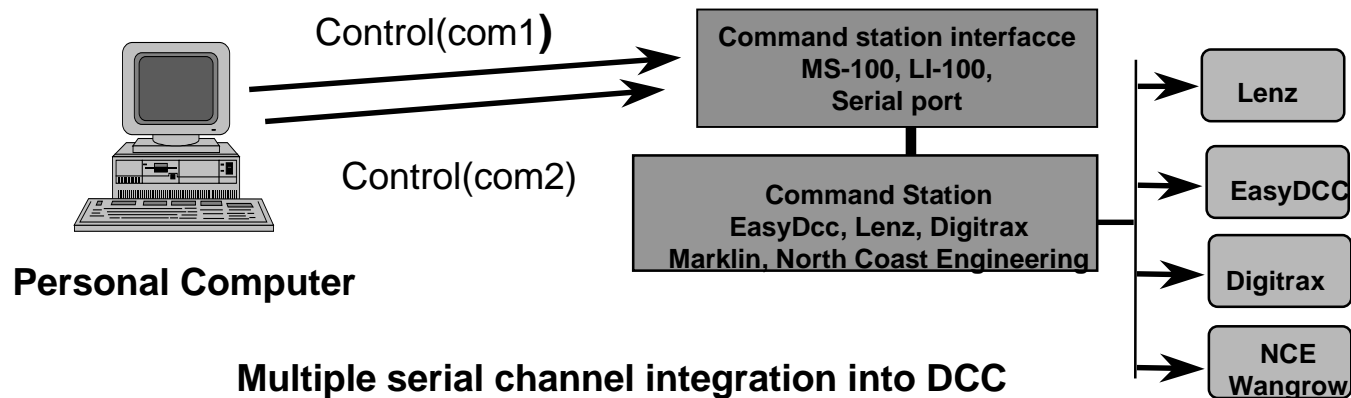 Control(com1)
Command station interfacce
MS-100, LI-100,
Serial port
Lenz
Control(com2)
Command Station
EasyDcc, Lenz, Digitrax
Marklin, North Coast Engineering
EasyDCC
Personal Computer
Digitrax
NCE
Wangrow
Multiple serial channel integration into DCC